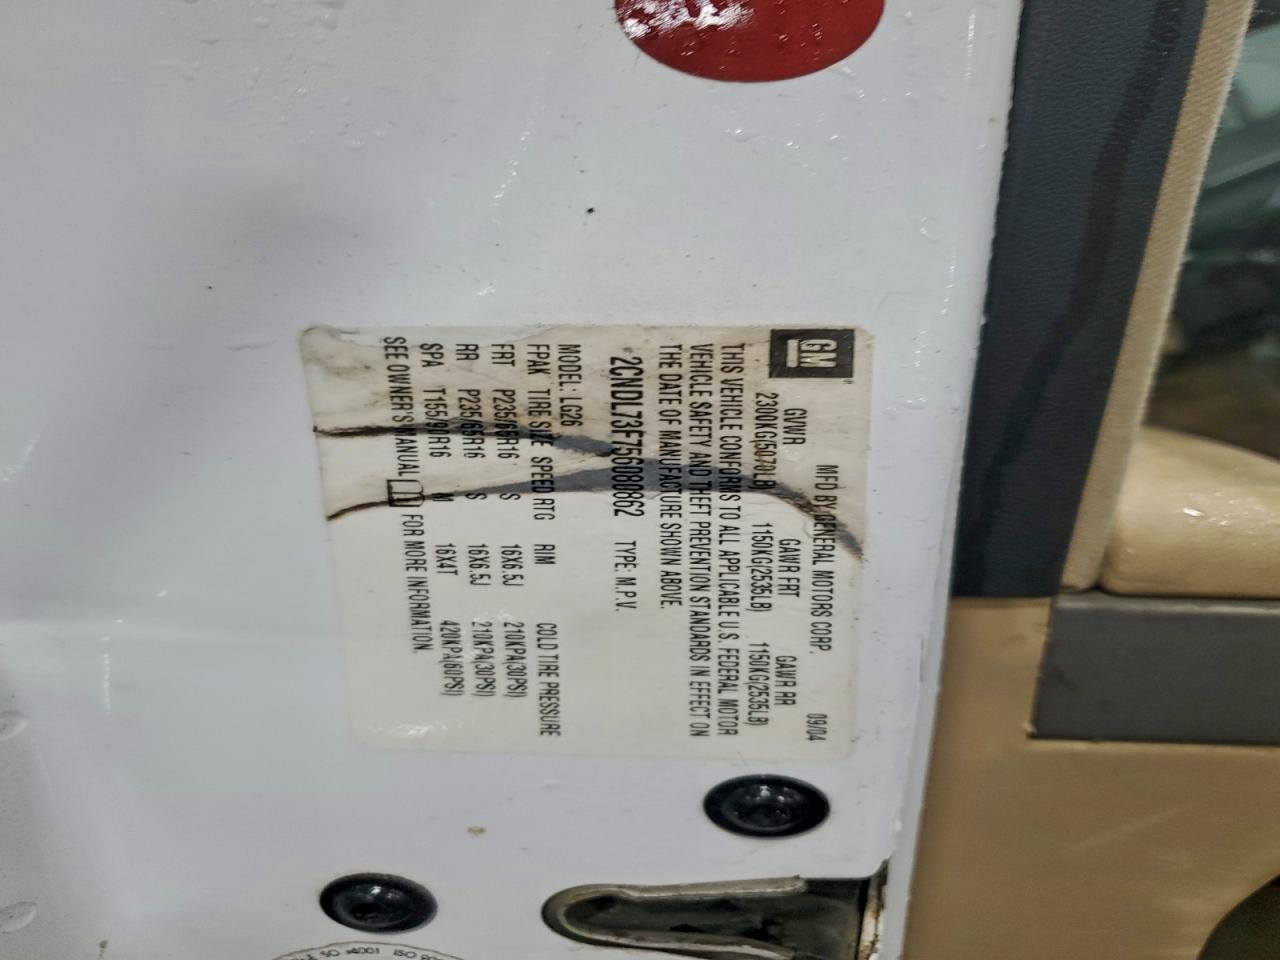 GM
MFD BY GENERAL MOTORS CORP. 09/04
GVWR GAWR FRT GAWR RR
2300KG(5070LB) 1150KG(2535LB) 1150KG(2535LB)
THIS VEHICLE CONFORMS TO ALL APPLICABLE U.S. FEDERAL MOTOR
VEHICLE SAFETY AND THEFT PREVENTION STANDARDS IN EFFECT ON
THE DATE OF MANUFACTURE SHOWN ABOVE.
2CNDL73F756080862 TYPE: M.P.V.
MODEL: LG26
FPAK TIRE SIZE SPEED RTG RIM COLD TIRE PRESSURE
FRT P235/65R16 S 16X6.5J 210KPA(30PSI)
RR P235/65R16 S 16X6.5J 210KPA(30PSI)
SPA T155/90R16 M 16X4T 420KPA(60PSI)
SEE OWNER'S MANUAL FOR MORE INFORMATION.